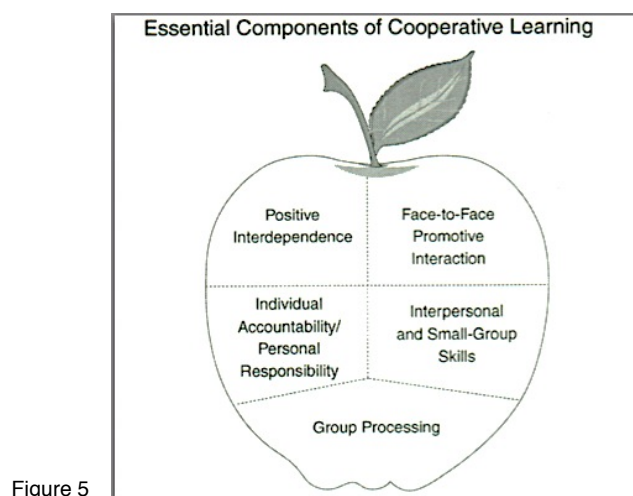 Essential Components of Cooperative Learning
Positive
Interdependence
Face-to-Face
Promotive
Interaction
Individual
Accountability/
Personal
Responsibility
Interpersonal
and Small-Group
Skills
Group Processing
Figure 5